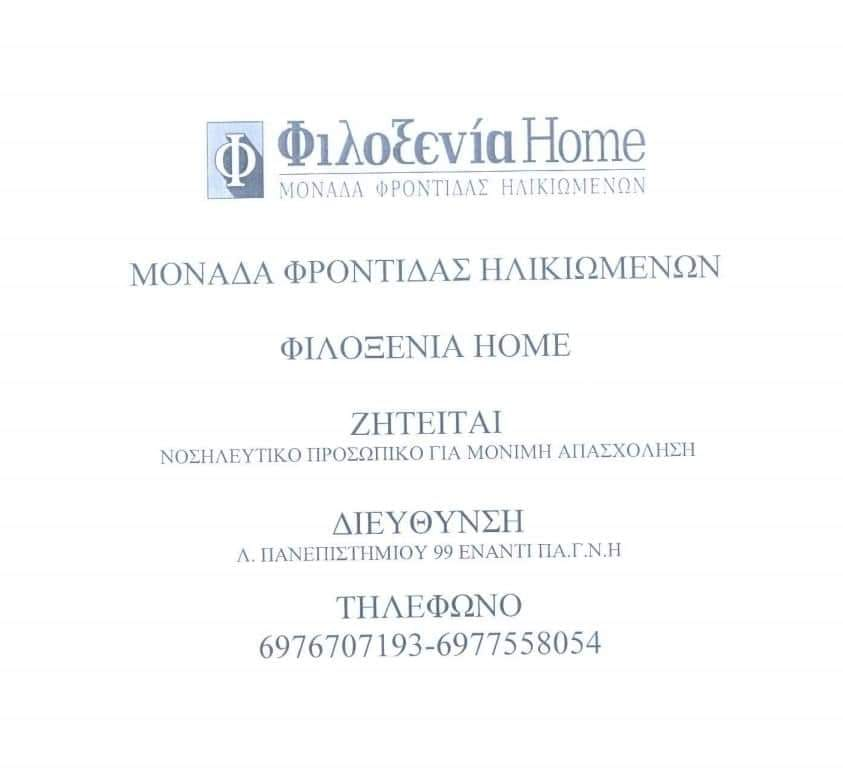 Φ Φιλοξενία Home
ΜΟΝΑΔΑ ΦΡΟΝΤΙΔΑΣ ΗΛΙΚΙΩΜΕΝΩΝ
ΜΟΝΑΔΑ ΦΡΟΝΤΙΔΑΣ ΗΛΙΚΙΩΜΕΝΩΝ
ΦΙΛΟΞΕΝΙΑ HOME
ΖΗΤΕΙΤΑΙ
ΝΟΣΗΛΕΥΤΙΚΟ ΠΡΟΣΩΠΙΚΟ ΓΙΑ ΜΟΝΙΜΗ ΑΠΑΣΧΟΛΗΣΗ
ΔΙΕΥΘΥΝΣΗ
Λ. ΠΑΝΕΠΙΣΤΗΜΙΟΥ 99 ΕΝΑΝΤΙ ΠΑ.Γ.Ν.Η
ΤΗΛΕΦΩΝΟ
6976707193-6977558054